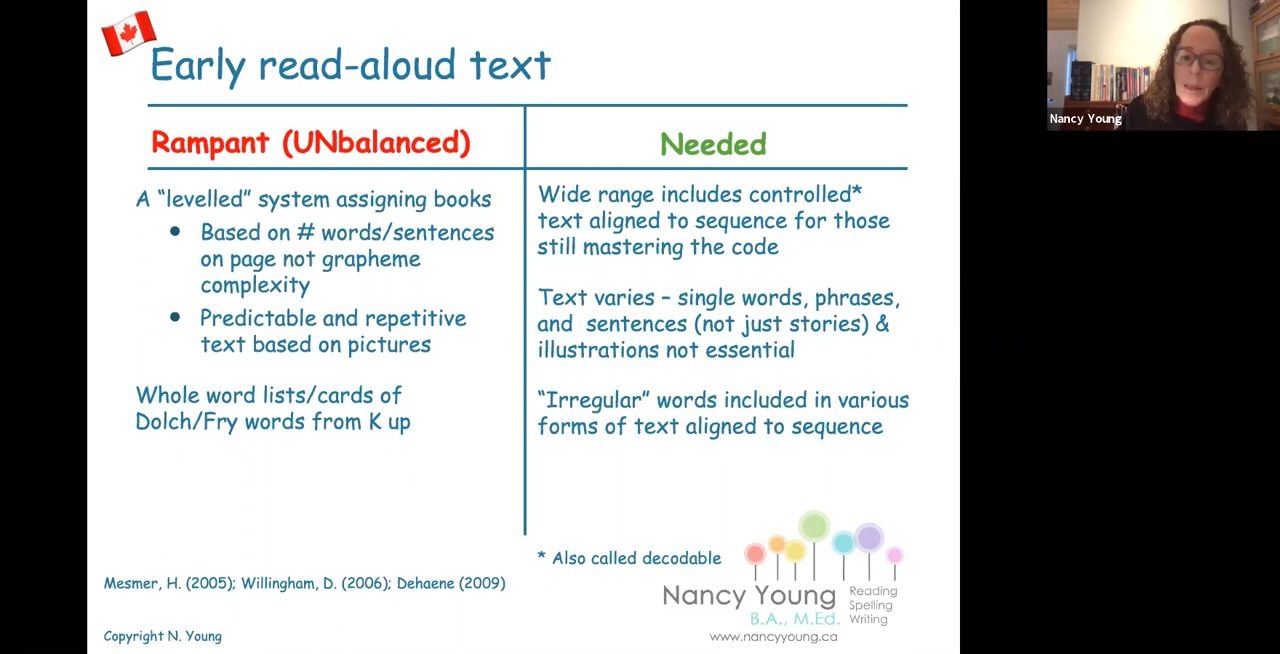 Early read-aloud text
Rampant (UNbalanced)
Needed
A “levelled” system assigning books
• Based on # words/sentences
on page not grapheme
complexity
• Predictable and repetitive
text based on pictures
Whole word lists/cards of
Dolch/Fry words from K up
Wide range includes controlled*
text aligned to sequence for those
still mastering the code
Text varies – single words, phrases,
and sentences (not just stories) &
illustrations not essential
“Irregular” words included in various
forms of text aligned to sequence
* Also called decodable
Mesmer, H. (2005); Willingham, D. (2006); Dehaene (2009)
Copyright N. Young
Nancy Young
B.A., M.Ed.
Reading
Spelling
Writing
www.nancyyoung.ca
Nancy Young